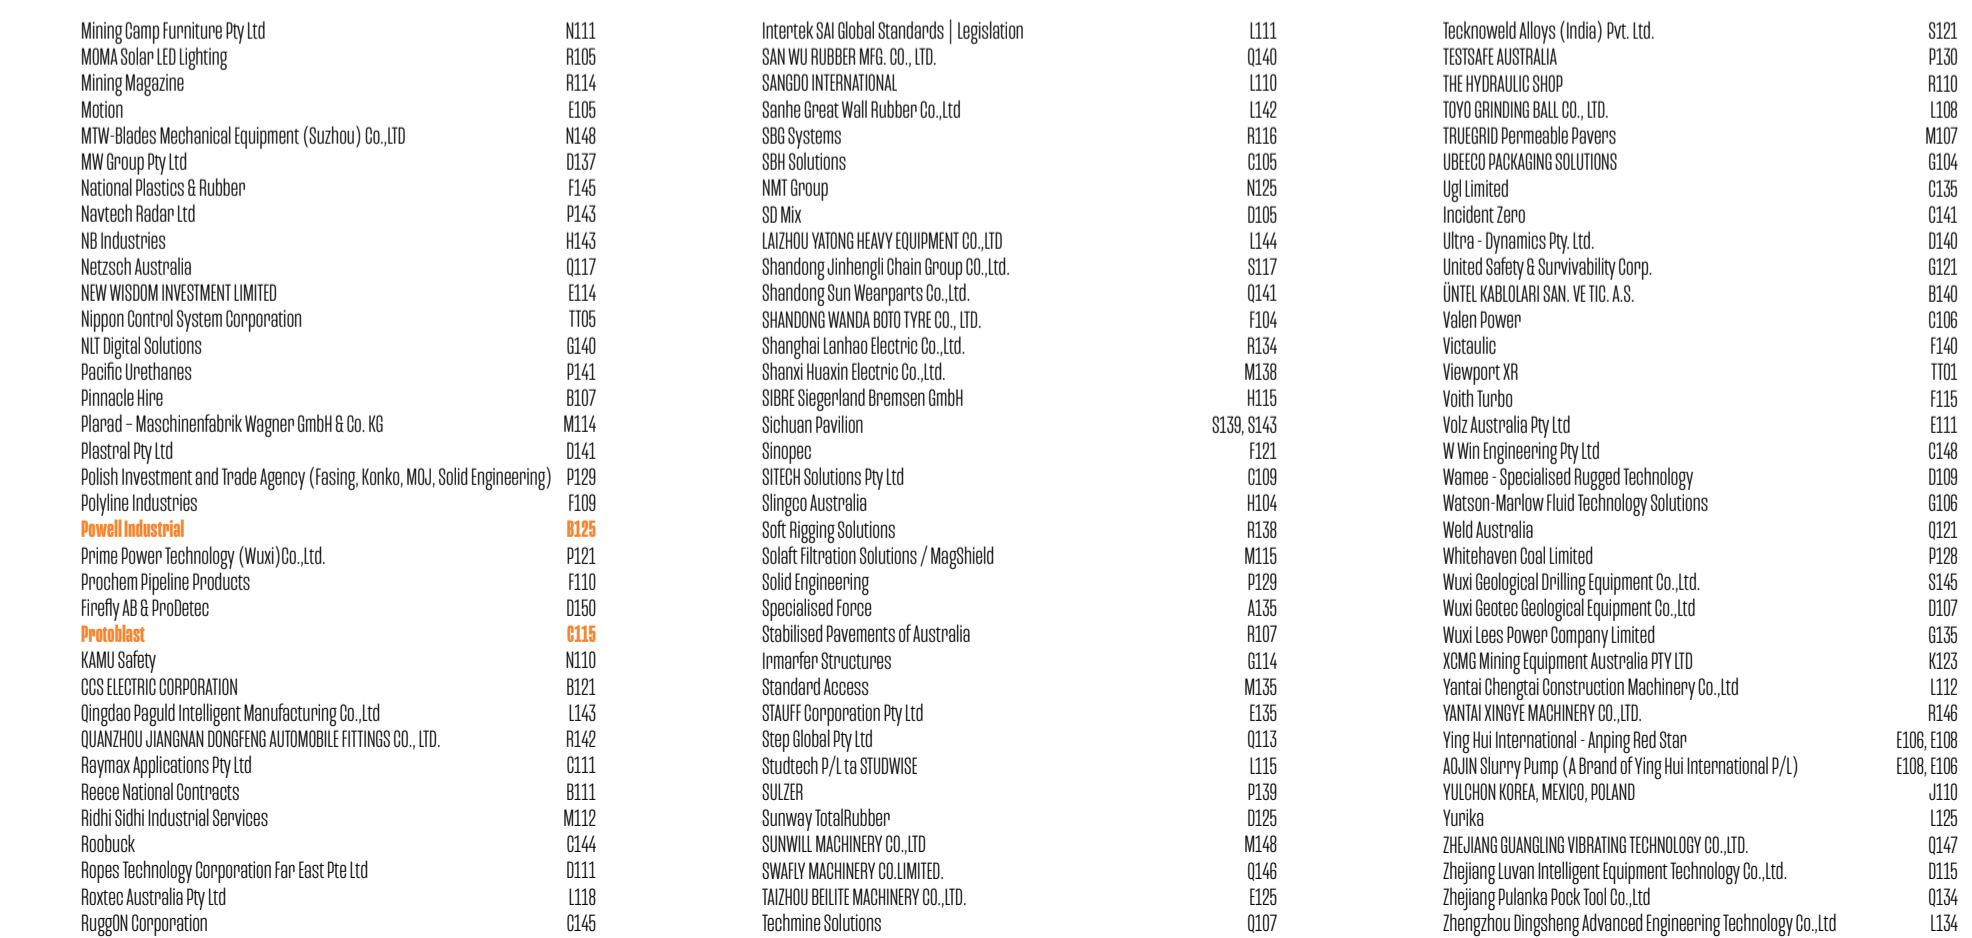 Mining Camp Furniture Pty Ltd N111
MOMA Solar LED Lighting R105
Mining Magazine R114
Motion E105
MTW-Blades Mechanical Equipment (Suzhou) Co.,LTD N148
MW Group Pty Ltd D137
National Plastics & Rubber F145
Navtech Radar Ltd P143
NB Industries H143
Netzsch Australia Q117
NEW WISDOM INVESTMENT LIMITED E114
Nippon Control System Corporation TT05
NLT Digital Solutions G140
Pacific Urethanes P141
Pinnacle Hire B107
Plarad – Maschinenfabrik Wagner GmbH & Co. KG M114
Plastral Pty Ltd D141
Polish Investment and Trade Agency (Fasing, Konko, MOJ, Solid Engineering) P129
Polyline Industries F109
Powell Industrial B125
Prime Power Technology (Wuxi)Co.,Ltd. P121
Prochem Pipeline Products F110
Firefly AB & ProDetec D150
Protoblast C115
KAMU Safety N110
CCS ELECTRIC CORPORATION B121
Qingdao Paguld Intelligent Manufacturing Co.,Ltd L143
QUANZHOU JIANGNAN DONGFENG AUTOMOBILE FITTINGS CO., LTD. R142
Raymax Applications Pty Ltd C111
Reece National Contracts B111
Ridhi Sidhi Industrial Services M112
Roobuck C144
Ropes Technology Corporation Far East Pte Ltd D111
Roxtec Australia Pty Ltd L118
RuggON Corporation C145
Intertek SAI Global Standards | Legislation L111
SAN WU RUBBER MFG. CO., LTD. Q140
SANGDO INTERNATIONAL L110
Sanhe Great Wall Rubber Co.,Ltd L142
SBG Systems R116
SBH Solutions C105
NMT Group N125
SD Mix D105
LAIZHOU YATONG HEAVY EQUIPMENT CO.,LTD L144
Shandong Jinhengli Chain Group CO.,Ltd. S117
Shandong Sun Wearparts Co.,Ltd. Q141
SHANDONG WANDA BOTO TYRE CO., LTD. F104
Shanghai Lanhao Electric Co.,Ltd. R134
Shanxi Huaxin Electric Co.,Ltd. M138
SIBRE Siegerland Bremsen GmbH H115
Sichuan Pavilion S139, S143
Sinopec F121
SITECH Solutions Pty Ltd C109
Slingco Australia H104
Soft Rigging Solutions R138
Solaft Filtration Solutions / MagShield M115
Solid Engineering P129
Specialised Force A135
Stabilised Pavements of Australia R107
Irmarfer Structures G114
Standard Access M135
STAUFF Corporation Pty Ltd E135
Step Global Pty Ltd Q113
Studtech P/L ta STUDWISE L115
SULZER P139
Sunway TotalRubber D125
SUNWILL MACHINERY CO.,LTD M148
SWAFLY MACHINERY CO.LIMITED. Q146
TAIZHOU BEILITE MACHINERY CO.,LTD. E125
Techmine Solutions Q107
Tecknoweld Alloys (India) Pvt. Ltd. S121
TESTSAFE AUSTRALIA P130
THE HYDRAULIC SHOP R110
TOYO GRINDING BALL CO., LTD. L108
TRUEGRID Permeable Pavers M107
UBEECO PACKAGING SOLUTIONS G104
Ugl Limited C135
Incident Zero C141
Ultra - Dynamics Pty. Ltd. D140
United Safety & Survivability Corp. G121
ÜNTEL KABLOLARI SAN. VE TIC. A.S. B140
Valen Power C106
Victaulic F140
Viewport XR TT01
Voith Turbo F115
Volz Australia Pty Ltd E111
W Win Engineering Pty Ltd C148
Wamee - Specialised Rugged Technology D109
Watson-Marlow Fluid Technology Solutions G106
Weld Australia Q121
Whitehaven Coal Limited P128
Wuxi Geological Drilling Equipment Co.,Ltd. S145
Wuxi Geotec Geological Equipment Co.,Ltd D107
Wuxi Lees Power Company Limited G135
XCMG Mining Equipment Australia PTY LTD K123
Yantai Chengtai Construction Machinery Co.,Ltd L112
YANTAI XINGYE MACHINERY CO.,LTD. R146
Ying Hui International - Anping Red Star E106, E108
AOJIN Slurry Pump (A Brand of Ying Hui International P/L) E108, E106
YULCHON KOREA, MEXICO, POLAND J110
Yurika L125
ZHEJIANG GUANGLING VIBRATING TECHNOLOGY CO.,LTD. Q147
Zhejiang Luvan Intelligent Equipment Technology Co.,Ltd. D115
Zhejiang Pulanka Pock Tool Co.,Ltd Q134
Zhengzhou Dingsheng Advanced Engineering Technology Co.,Ltd L134